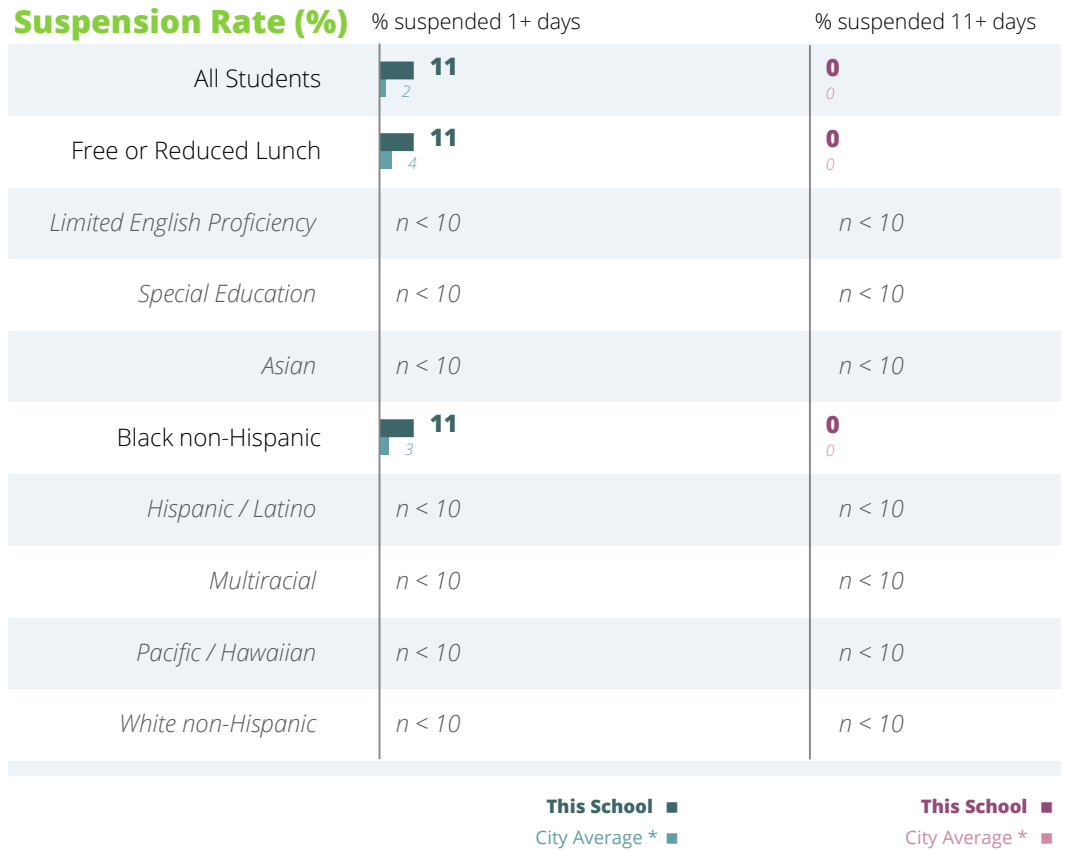 Suspension Rate (%) % suspended 1+ days % suspended 11+ days
All Students 11 0
2 0
Free or Reduced Lunch 11 0
4 0
Limited English Proficiency n < 10 n < 10
Special Education n < 10 n < 10
Asian n < 10 n < 10
Black non-Hispanic 11 0
3 0
Hispanic / Latino n < 10 n < 10
Multiracial n < 10 n < 10
Pacific / Hawaiian n < 10 n < 10
White non-Hispanic n < 10 n < 10
This School This School
City Average * City Average *